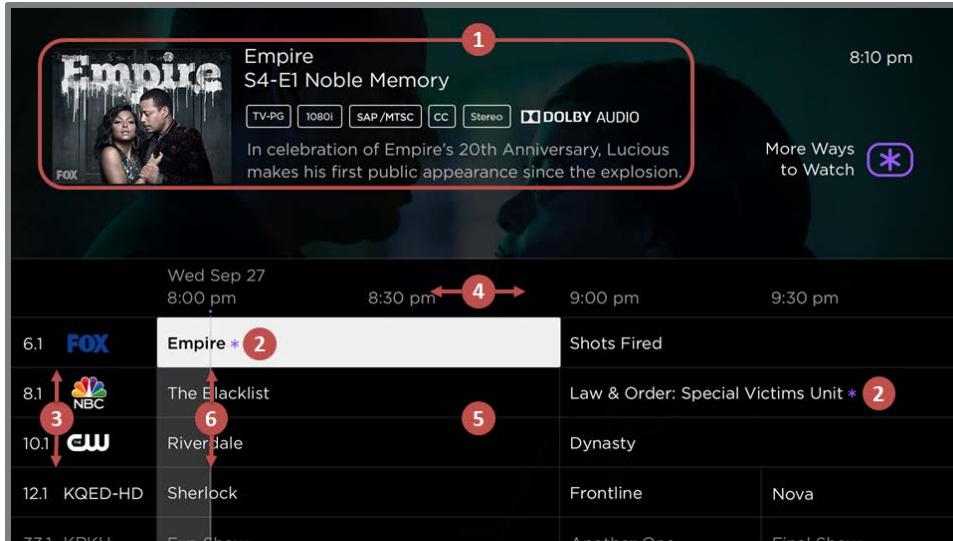 1
Empire
Empire
S4-E1 Noble Memory
8:10 pm
TV-PG 1080i SAP /MTSC CC Stereo DOLBY AUDIO
In celebration of Empire's 20th Anniversary, Lucious
makes his first public appearance since the explosion.
FOX
More Ways
to Watch *
Wed Sep 27
8:00 pm 8:30 pm 4 9:00 pm 9:30 pm
6.1 FOX Empire * 2 Shots Fired
8.1 NBC The Blacklist Law & Order: Special Victims Unit * 2
3 6 5
10.1 CW Riverdale Dynasty
12.1 KQED-HD Sherlock Frontline Nova